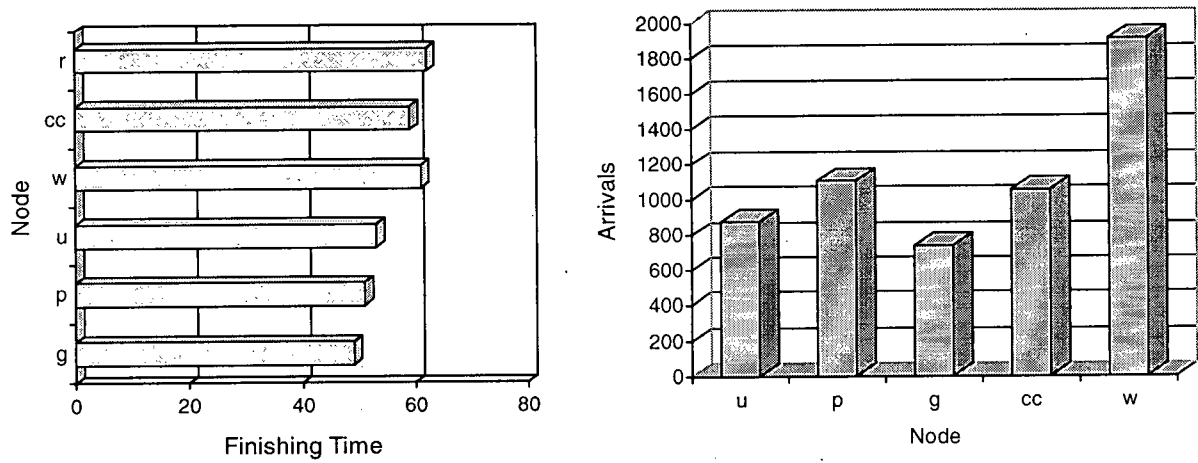 r
cc
w
u
p
g
Node
0 20 40 60 80
Finishing Time
2000
1800
1600
1400
1200
1000
800
600
400
200
0
Arrivals
u p g cc w
Node